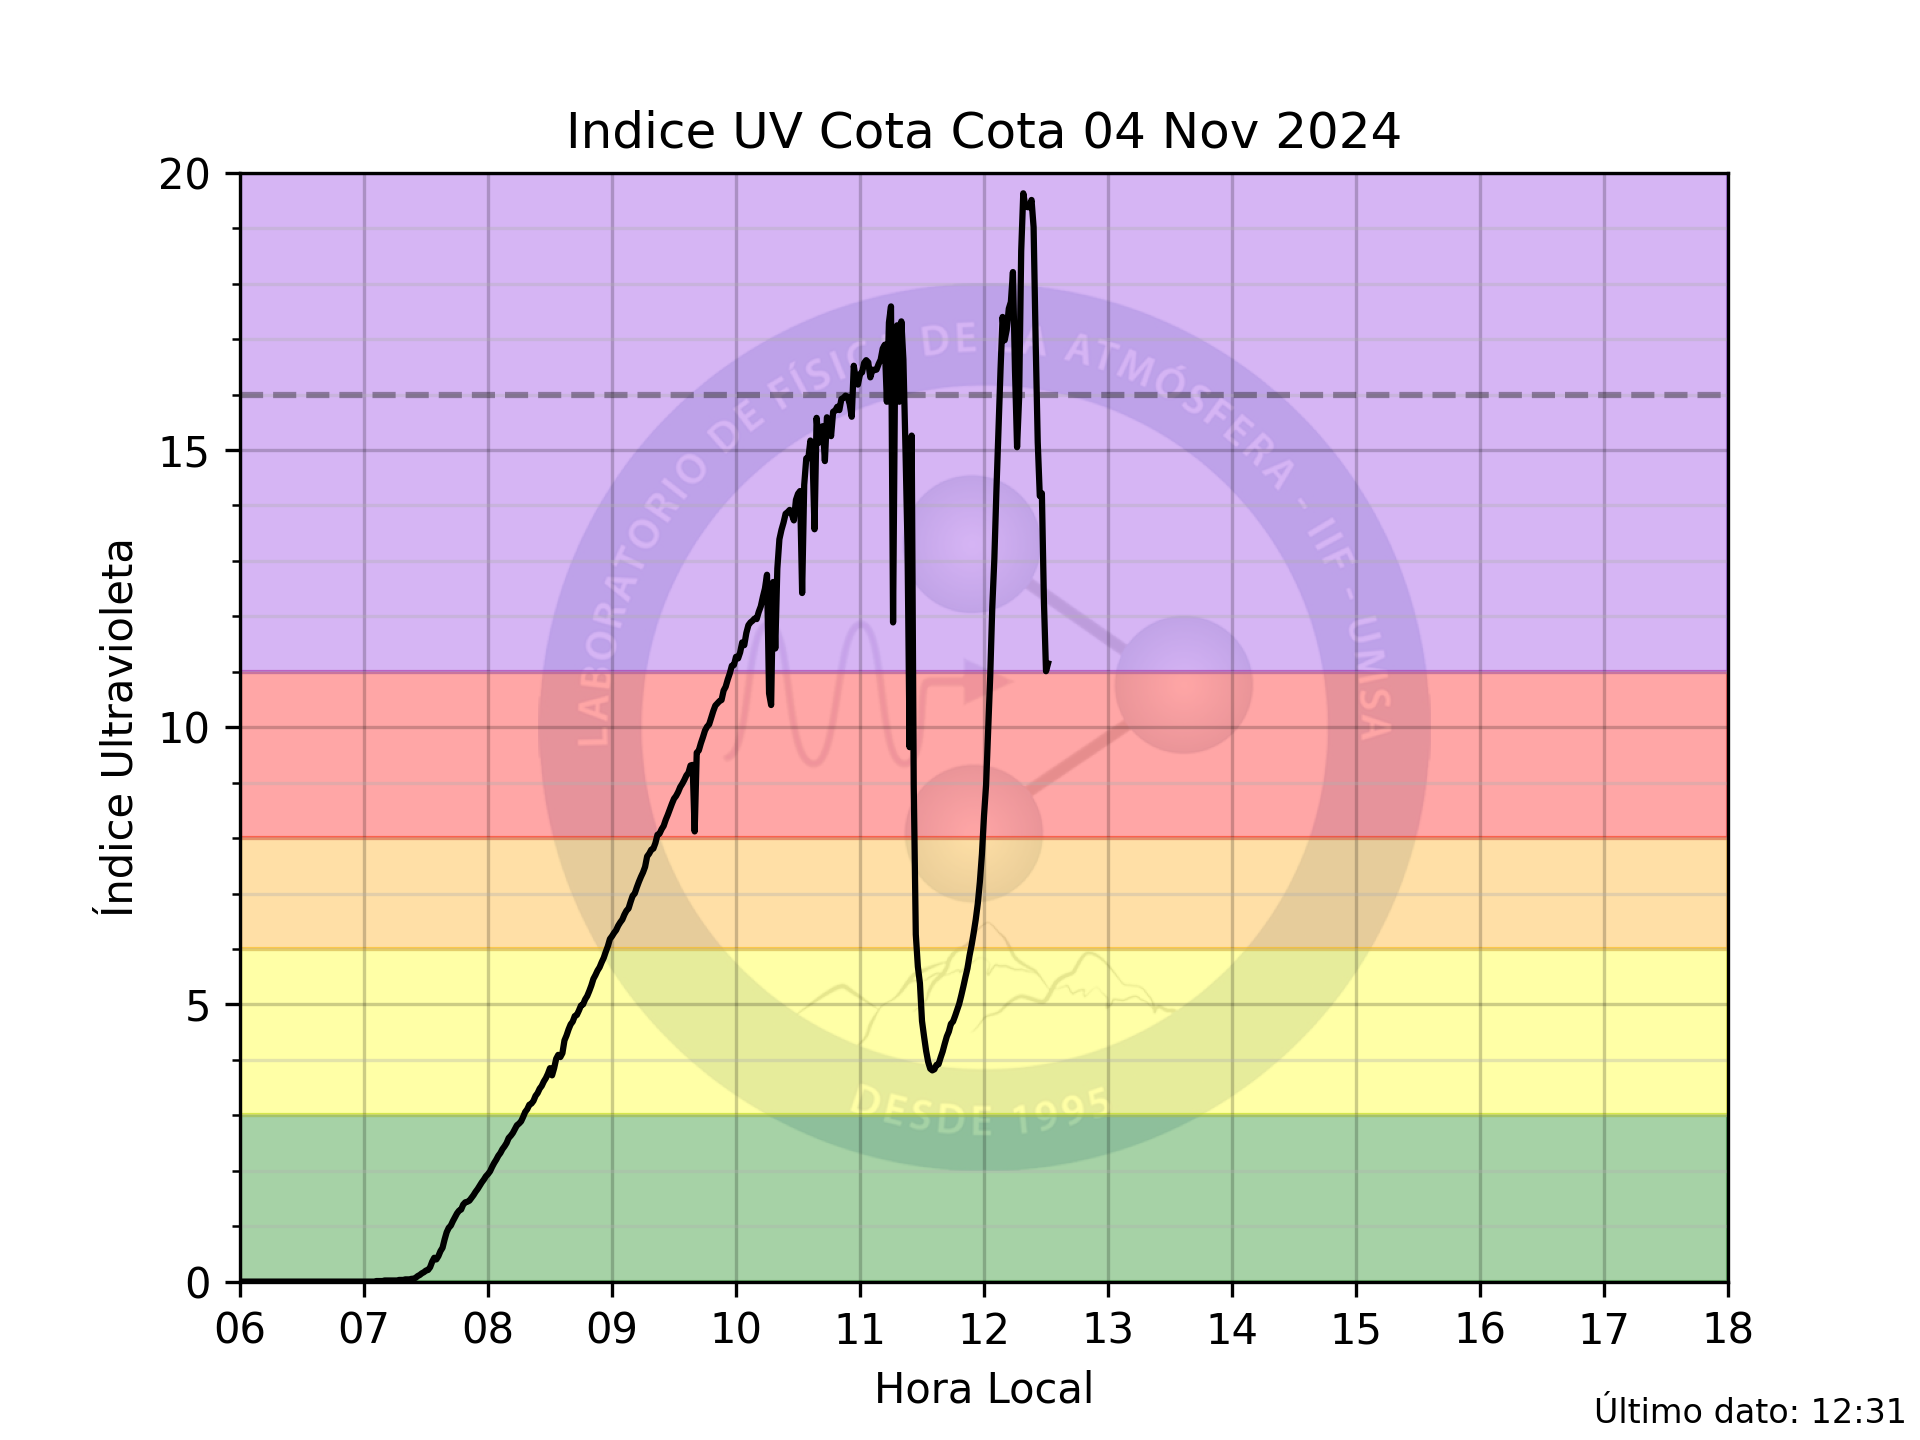 Indice UV Cota Cota 04 Nov 2024
20
15
10
5
0
Índice Ultravioleta
LABORATORIO DE FÍSICA DE LA ATMÓSFERA - IIF - UMSA
DESDE 1995
06 07 08 09 10 11 12 13 14 15 16 17 18
Hora Local
Último dato: 12:31